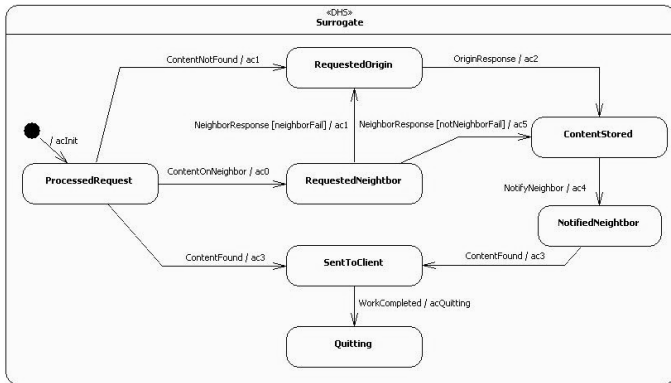 «DHS»
Surrogate
ContentNotFound / ac1
RequestedOrigin
OriginResponse / ac2
/ acInit
NeighborResponse [neighborFail] / ac1
NeighborResponse [notNeighborFail] / ac5
ContentStored
ProcessedRequest
ContentOnNeighbor / ac0
RequestedNeightbor
NotifyNeighbor / ac4
NotifiedNeightbor
ContentFound / ac3
SentToClient
ContentFound / ac3
WorkCompleted / acQuitting
Quitting